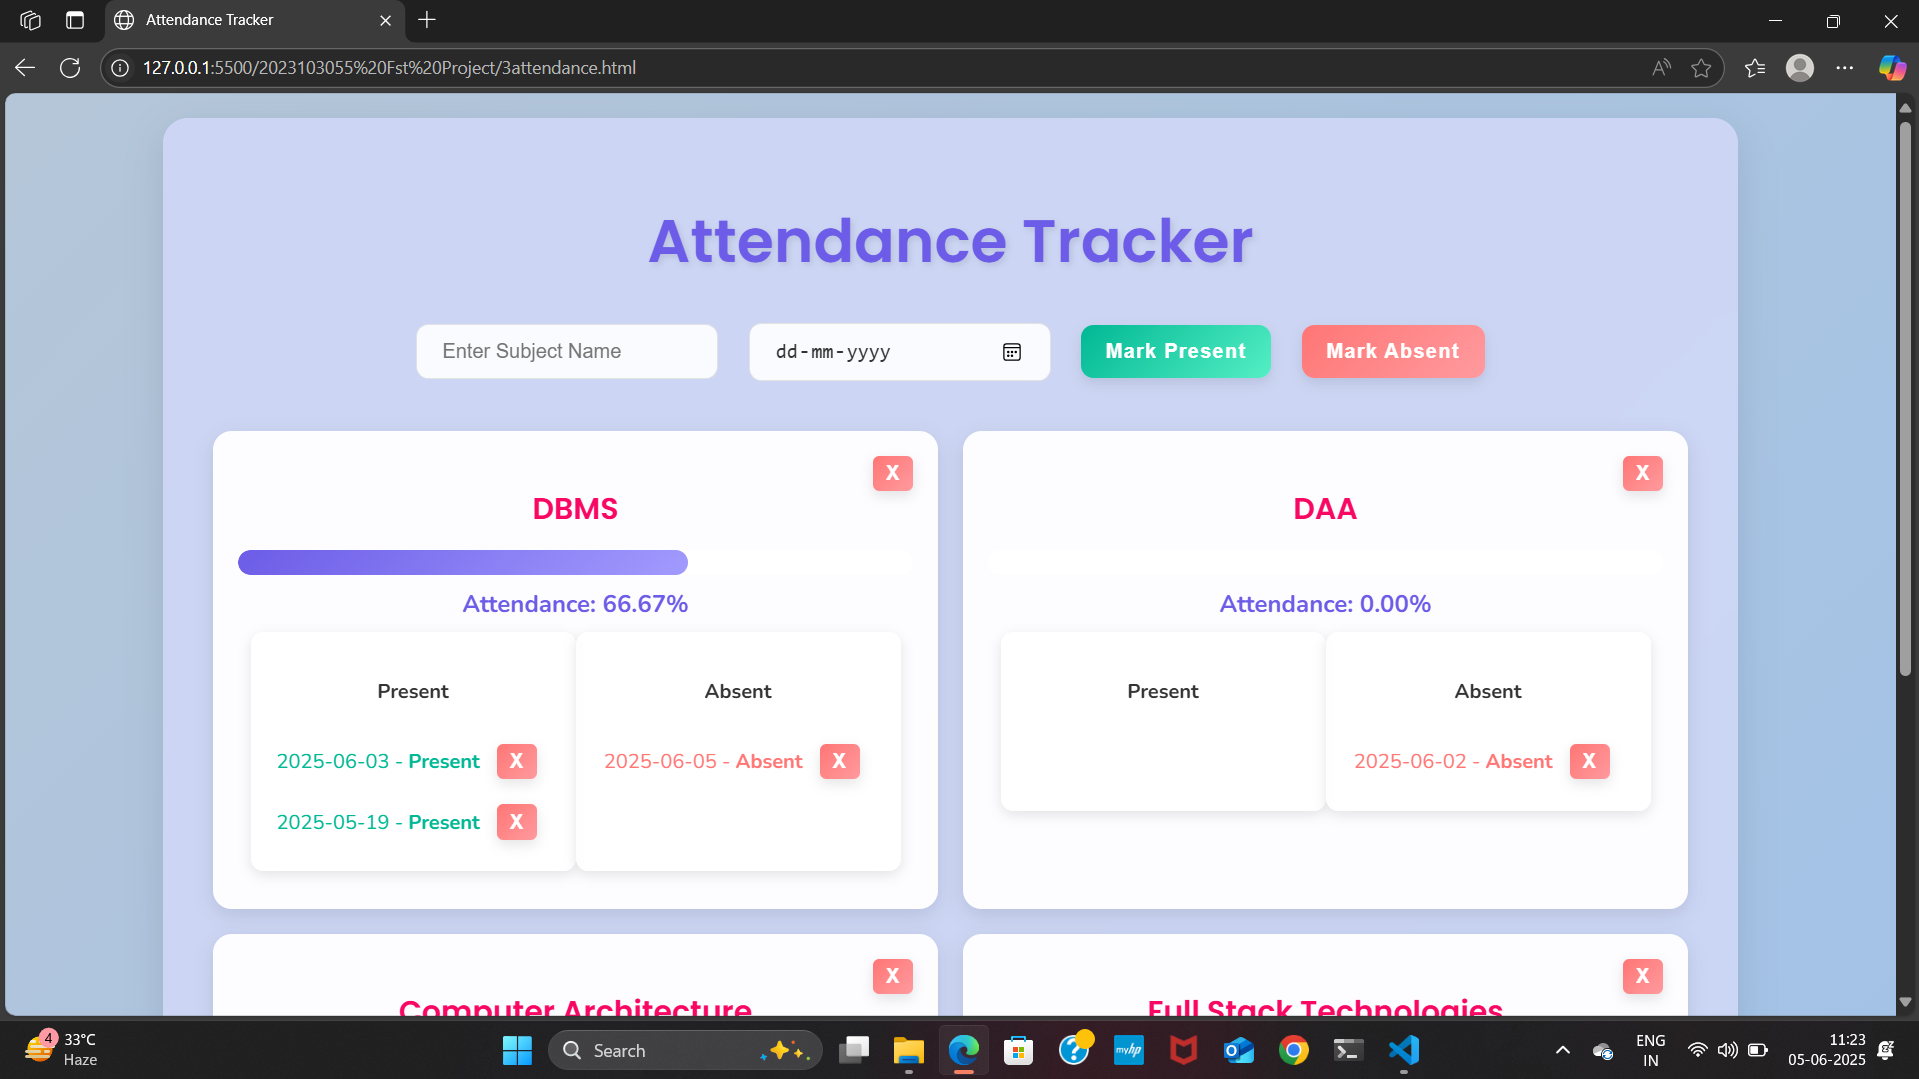 Attendance Tracker
127.0.0.1:5500/2023103055%20Fst%20Project/3attendance.html
Attendance Tracker
Enter Subject Name
dd-mm-yyyy
Mark Present
Mark Absent
X
X
DBMS
DAA
Attendance: 66.67%
Attendance: 0.00%
Present
Absent
Present
Absent
2025-06-03 - Present X
2025-06-05 - Absent X
2025-06-02 - Absent X
2025-05-19 - Present X
X
X
Computer Architecture
Full Stack Technologies
4
33°C
Haze
Search
myhp
ENG
IN
11:23
05-06-2025